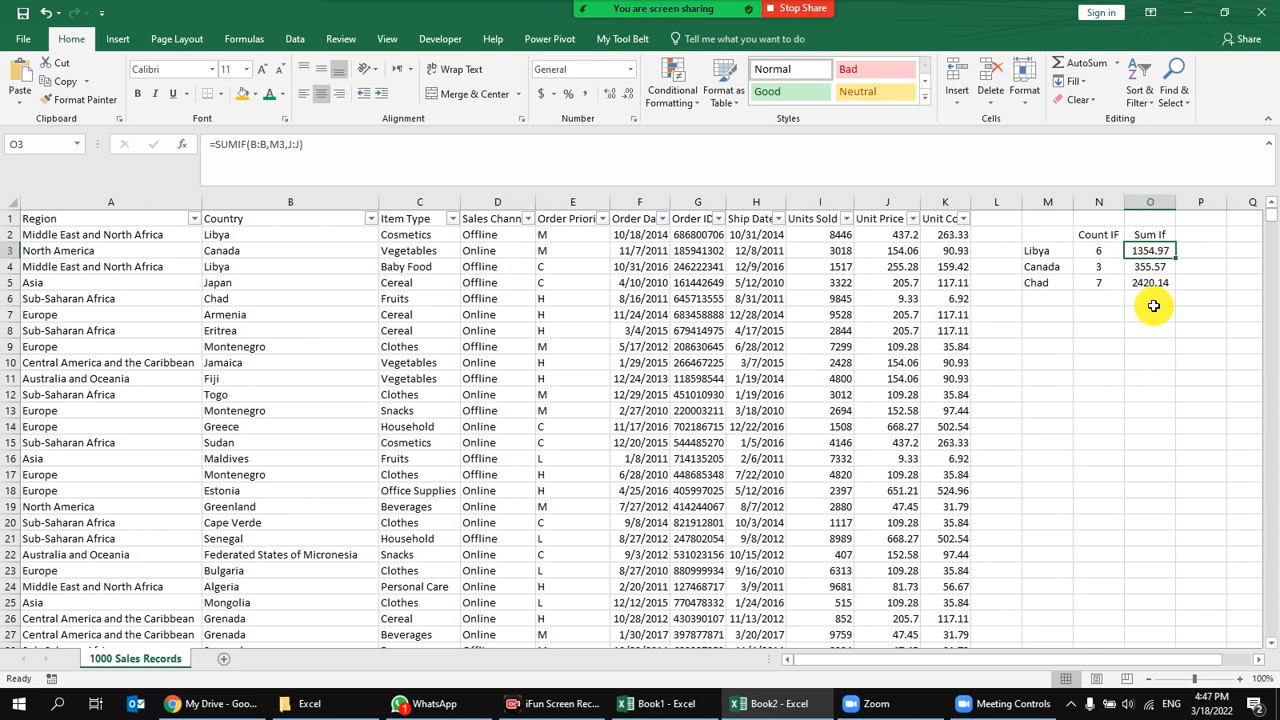 You are screen sharing Stop Share
Sign in
File Home Insert Page Layout Formulas Data Review View Developer Help Power Pivot My Tool Belt Tell me what you want to do Share
Paste Cut Copy Format Painter Clipboard
Calibri 11 B I U Font
Wrap Text Merge & Center Alignment
General $ % Number
Conditional Formatting Format as Table Normal Bad Good Neutral Styles
Insert Delete Format Cells
AutoSum Fill Clear Sort & Filter Find & Select Editing
O3 fx =SUMIF(B:B,M3,J:J)
A B C D E F G H I J K L M N O P Q
1 Region Country Item Type Sales Chann Order Priori Order Da Order ID Ship Date Units Sold Unit Price Unit Co
2 Middle East and North Africa Libya Cosmetics Offline M 10/18/2014 686800706 10/31/2014 8446 437.2 263.33 Count IF Sum If
3 North America Canada Vegetables Online M 11/7/2011 185941302 12/8/2011 3018 154.06 90.93 Libya 6 1354.97
4 Middle East and North Africa Libya Baby Food Offline C 10/31/2016 246222341 12/9/2016 1517 255.28 159.42 Canada 3 355.57
5 Asia Japan Cereal Offline C 4/10/2010 161442649 5/12/2010 3322 205.7 117.11 Chad 7 2420.14
6 Sub-Saharan Africa Chad Fruits Offline H 8/16/2011 645713555 8/31/2011 9845 9.33 6.92
7 Europe Armenia Cereal Online H 11/24/2014 683458888 12/28/2014 9528 205.7 117.11
8 Sub-Saharan Africa Eritrea Cereal Online H 3/4/2015 679414975 4/17/2015 2844 205.7 117.11
9 Europe Montenegro Clothes Offline M 5/17/2012 208630645 6/28/2012 7299 109.28 35.84
10 Central America and the Caribbean Jamaica Vegetables Online H 1/29/2015 266467225 3/7/2015 2428 154.06 90.93
11 Australia and Oceania Fiji Vegetables Offline H 12/24/2013 118598544 1/19/2014 4800 154.06 90.93
12 Sub-Saharan Africa Togo Clothes Online M 12/29/2015 451010930 1/19/2016 3012 109.28 35.84
13 Europe Montenegro Snacks Offline M 2/27/2010 220003211 3/18/2010 2694 152.58 97.44
14 Europe Greece Household Online C 11/17/2016 702186715 12/22/2016 1508 668.27 502.54
15 Sub-Saharan Africa Sudan Cosmetics Online C 12/20/2015 544485270 1/5/2016 4146 437.2 263.33
16 Asia Maldives Fruits Offline L 1/8/2011 714135205 2/6/2011 7332 9.33 6.92
17 Europe Montenegro Clothes Offline H 6/28/2010 448685348 7/22/2010 4820 109.28 35.84
18 Europe Estonia Office Supplies Online H 4/25/2016 405997025 5/12/2016 2397 651.21 524.96
19 North America Greenland Beverages Online M 7/27/2012 414244067 8/7/2012 2880 47.45 31.79
20 Sub-Saharan Africa Cape Verde Clothes Online C 9/8/2014 821912801 10/3/2014 1117 109.28 35.84
21 Sub-Saharan Africa Senegal Household Offline L 8/27/2012 247802054 9/8/2012 8989 668.27 502.54
22 Australia and Oceania Federated States of Micronesia Snacks Online C 9/3/2012 531023156 10/15/2012 407 152.58 97.44
23 Europe Bulgaria Clothes Online L 8/27/2010 880999934 9/16/2010 6313 109.28 35.84
24 Middle East and North Africa Algeria Personal Care Online H 2/20/2011 127468717 3/9/2011 9681 81.73 56.67
25 Asia Mongolia Clothes Online L 12/12/2015 770478332 1/24/2016 515 109.28 35.84
26 Central America and the Caribbean Grenada Cereal Online H 10/28/2012 430390107 11/13/2012 852 205.7 117.11
27 Central America and the Caribbean Grenada Beverages Online M 1/30/2017 397877871 3/20/2017 9759 47.45 31.79
1000 Sales Records
Ready 100%
My Drive - Goo... Excel WhatsApp iFun Screen Rec... Book1 - Excel Book2 - Excel Zoom Meeting Controls ENG 4:47 PM
3/18/2022